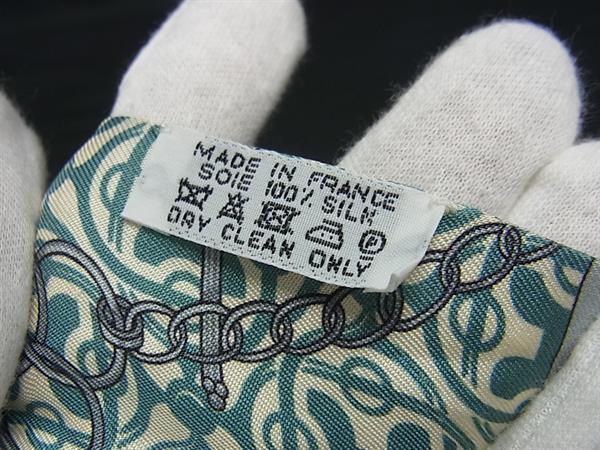 MADE IN FRANCE
SOIE 100% SILK
DRY CLEAN ONLY